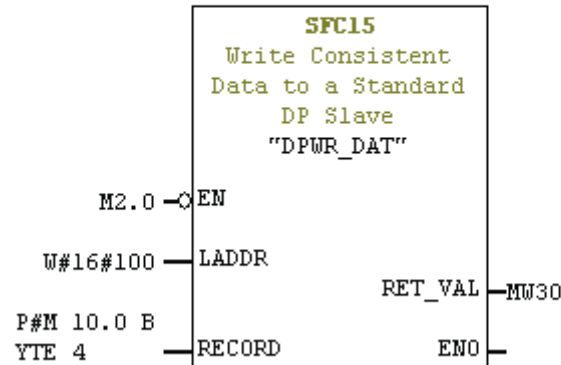 SFC15
Write Consistent
Data to a Standard
DP Slave
"DPWR_DAT"
M2.0 EN
W#16#100 LADDR
RET_VAL MW30
P#M 10.0 B
YTE 4 RECORD ENO